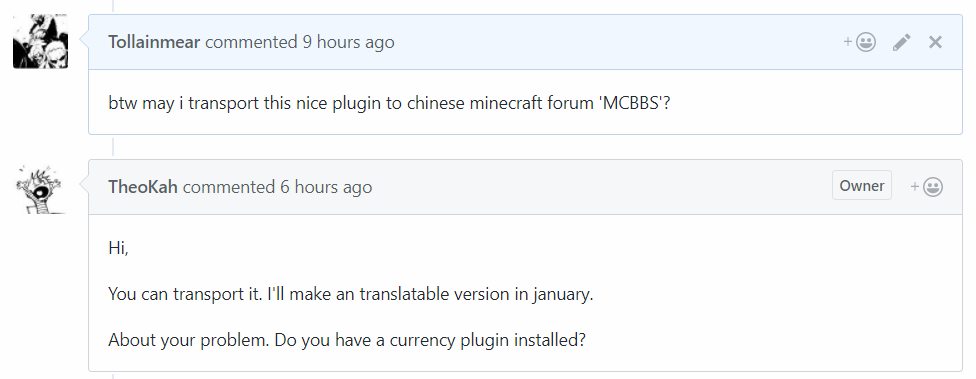 Tollainmear commented 9 hours ago
btw may i transport this nice plugin to chinese minecraft forum 'MCBBS'?
TheoKah commented 6 hours ago
Owner
Hi,
You can transport it. I'll make an translatable version in january.
About your problem. Do you have a currency plugin installed?